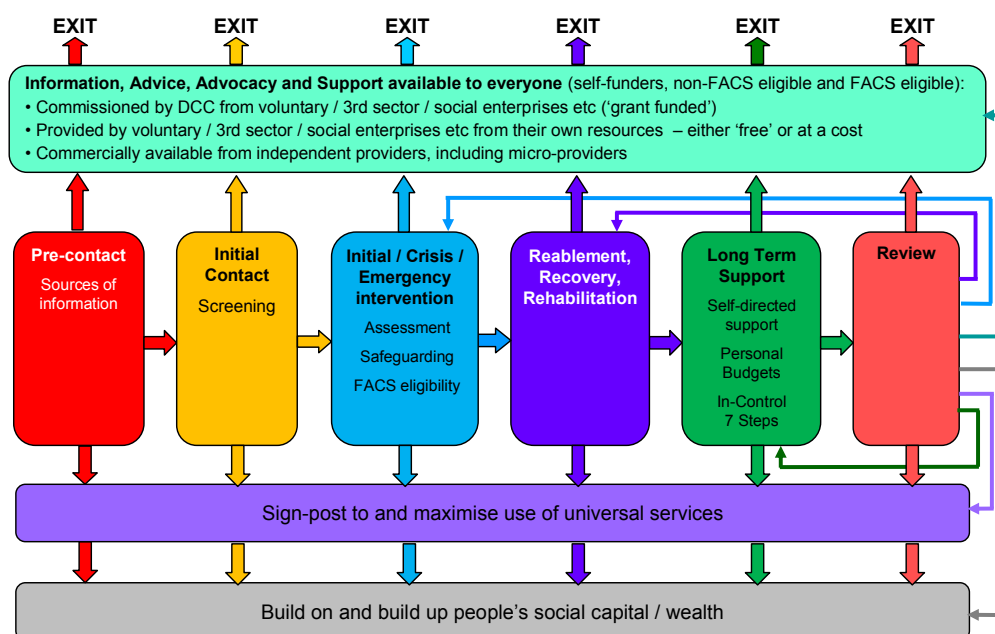 EXIT EXIT EXIT EXIT EXIT EXIT
Information, Advice, Advocacy and Support available to everyone (self-funders, non-FACS eligible and FACS eligible):
• Commissioned by DCC from voluntary / 3rd sector / social enterprises etc (‘grant funded’)
• Provided by voluntary / 3rd sector / social enterprises etc from their own resources – either ‘free’ or at a cost
• Commercially available from independent providers, including micro-providers
Pre-contact
Sources of
information
Initial
Contact
Screening
Initial / Crisis /
Emergency
intervention
Assessment
Safeguarding
FACS eligibility
Reablement,
Recovery,
Rehabilitation
Long Term
Support
Self-directed
support
Personal
Budgets
In-Control
7 Steps
Review
Sign-post to and maximise use of universal services
Build on and build up people’s social capital / wealth